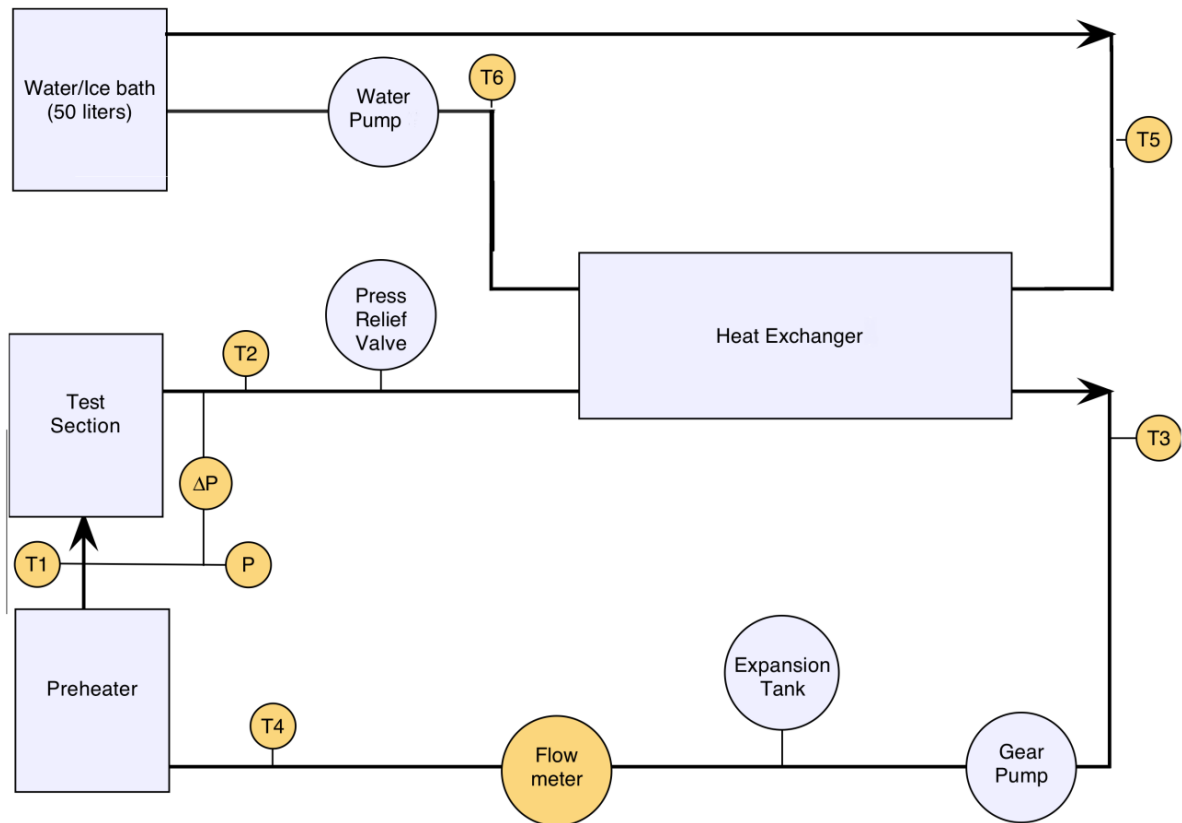 Water/Ice bath
(50 liters)
Water
Pump
T6
T5
Press
Relief
Valve
Heat Exchanger
T2
Test
Section
T3
ΔP
T1
P
Preheater
Expansion
Tank
T4
Flow
meter
Gear
Pump